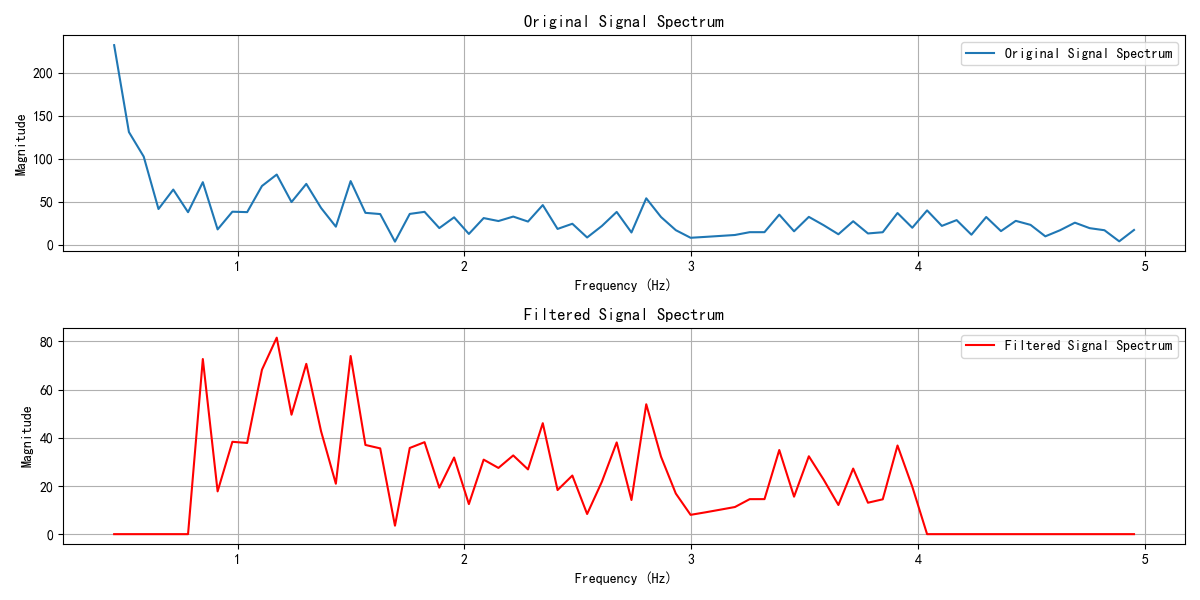 Original Signal Spectrum
Original Signal Spectrum
200
150
100
50
0
Magnitude
1 2 3 4 5
Frequency (Hz)
Filtered Signal Spectrum
Filtered Signal Spectrum
80
60
40
20
0
Magnitude
1 2 3 4 5
Frequency (Hz)